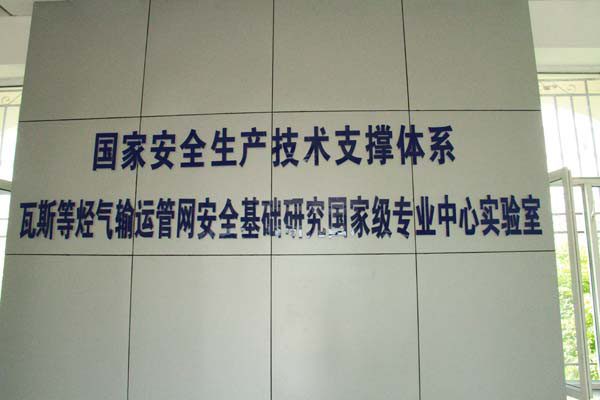 国家安全生产技术支撑体系
瓦斯等烃气输运管网安全基础研究国家级专业中心实验室